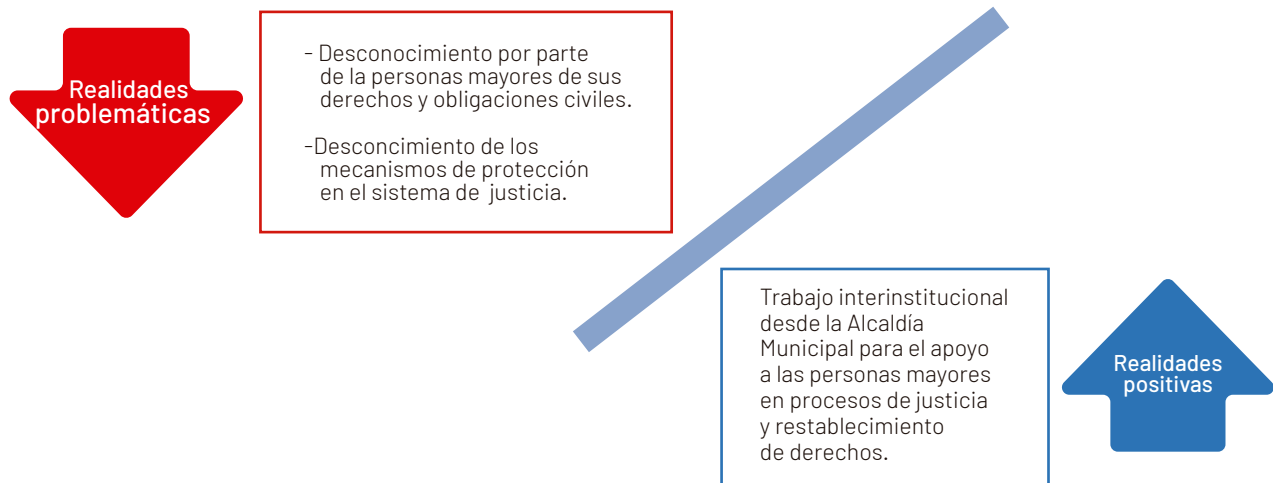 Realidades
problemáticas
- Desconocimiento por parte
de la personas mayores de sus
derechos y obligaciones civiles.
-Desconcimiento de los
mecanismos de protección
en el sistema de justicia.
Trabajo interinstitucional
desde la Alcaldía
Municipal para el apoyo
a las personas mayores
en procesos de justicia
y restablecimiento
de derechos.
Realidades
positivas